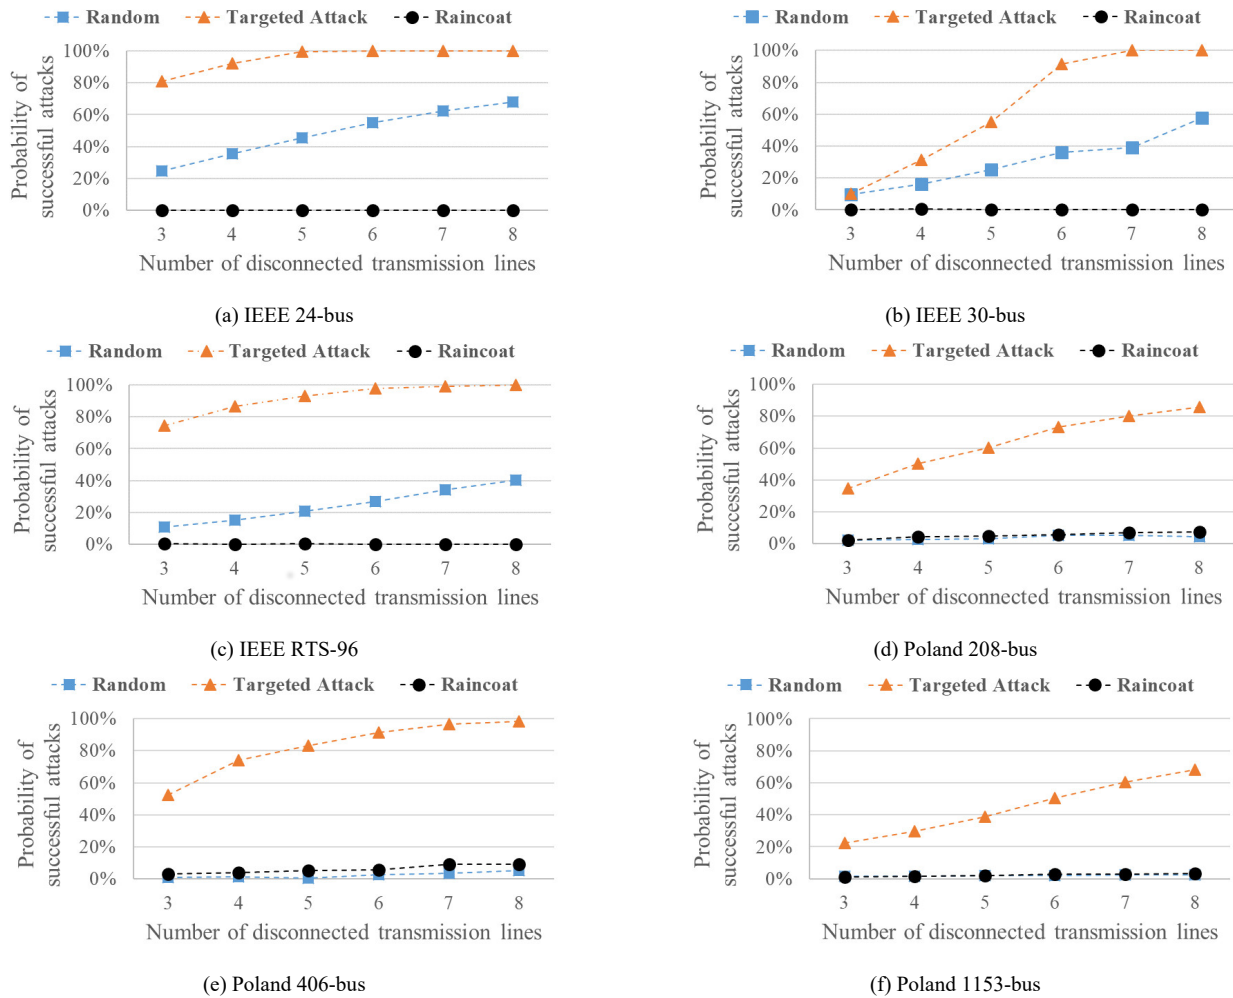 Random Targeted Attack Raincoat
Probability of successful attacks
100%
80%
60%
40%
20%
0%
3 4 5 6 7 8
Number of disconnected transmission lines
(a) IEEE 24-bus
Random Targeted Attack Raincoat
Probability of successful attacks
100%
80%
60%
40%
20%
0%
3 4 5 6 7 8
Number of disconnected transmission lines
(b) IEEE 30-bus
Random Targeted Attack Raincoat
Probability of successful attacks
100%
80%
60%
40%
20%
0%
3 4 5 6 7 8
Number of disconnected transmission lines
(c) IEEE RTS-96
Random Targeted Attack Raincoat
Probability of successful attacks
100%
80%
60%
40%
20%
0%
3 4 5 6 7 8
Number of disconnected transmission lines
(d) Poland 208-bus
Random Targeted Attack Raincoat
Probability of successful attacks
100%
80%
60%
40%
20%
0%
3 4 5 6 7 8
Number of disconnected transmission lines
(e) Poland 406-bus
Random Targeted Attack Raincoat
Probability of successful attacks
100%
80%
60%
40%
20%
0%
3 4 5 6 7 8
Number of disconnected transmission lines
(f) Poland 1153-bus